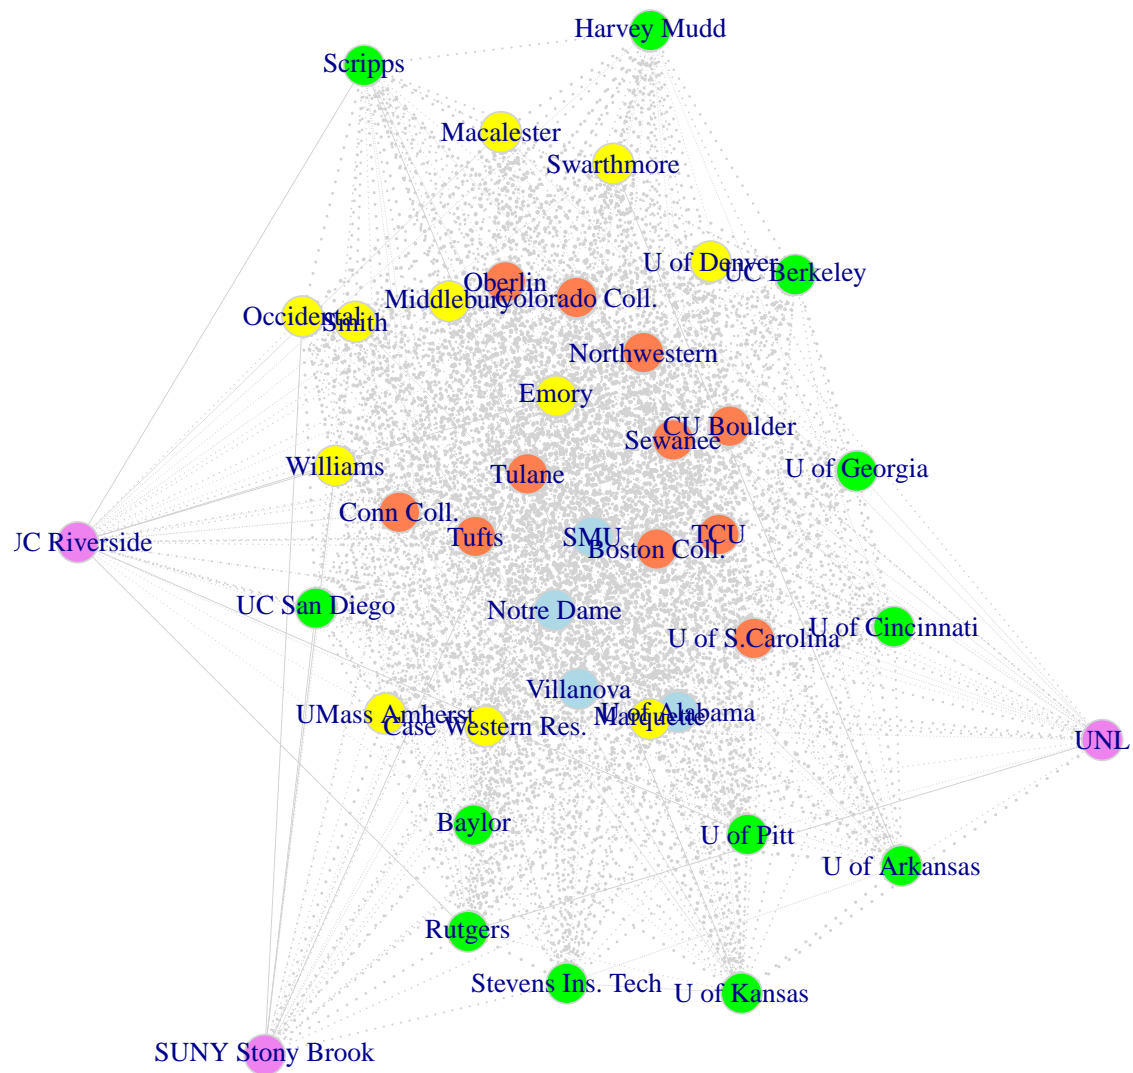 Harvey Mudd
Scripps
Macalester
Swarthmore
U of Denver
UC Berkeley
Oberlin
Middlebury
Colorado Coll.
Occidental
Smith
Northwestern
Emory
CU Boulder
Sewanee
Williams
Tulane
U of Georgia
Conn Coll.
Tufts
SMU
TCU
Boston Coll.
UC Riverside
UC San Diego
Notre Dame
U of Cincinnati
U of S.Carolina
Villanova
UMass Amherst
U of Alabama
Marquette
Case Western Res.
UNL
Baylor
U of Pitt
U of Arkansas
Rutgers
Stevens Ins. Tech
U of Kansas
SUNY Stony Brook